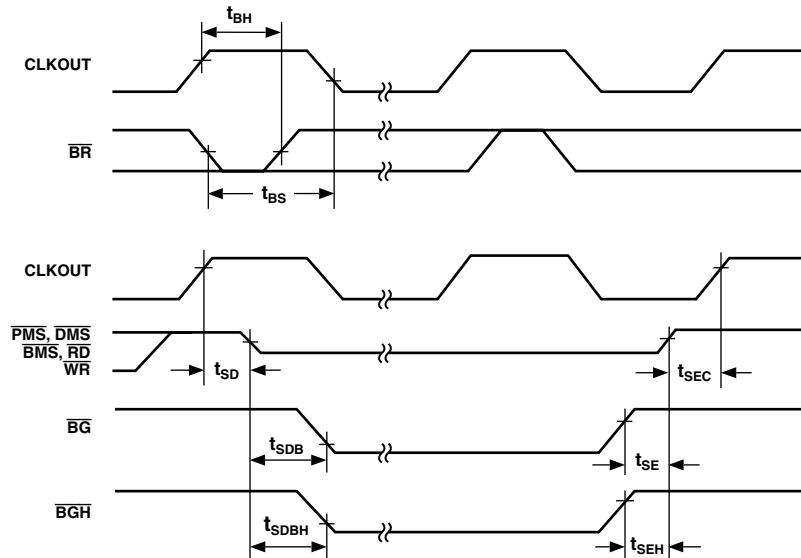 tBH
CLKOUT
BR
tBS
CLKOUT
PMS, DMS
BMS, RD
WR
tSD
tSEC
BG
tSDB
tSE
BGH
tSDBH
tSEH